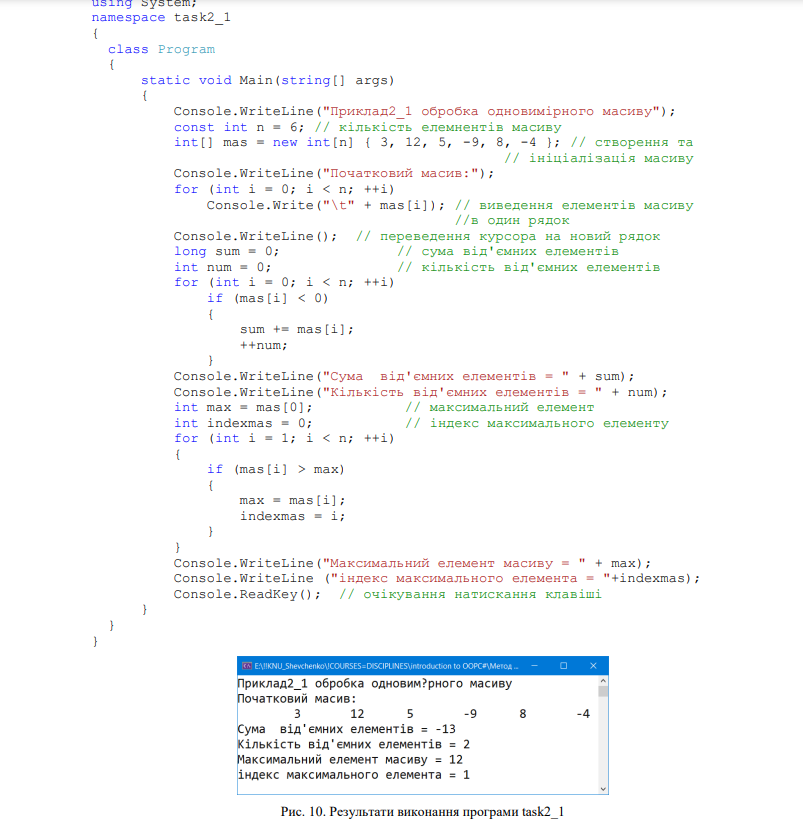 using System;
namespace task2_1
{
class Program
{
static void Main(string[] args)
{
Console.WriteLine("Приклад2_1 обробка одновимірного масиву");
const int n = 6; // кількість елемнентів масиву
int[] mas = new int[n] { 3, 12, 5, -9, 8, -4 }; // створення та
// ініціалізація масиву
Console.WriteLine("Початковий масив:");
for (int i = 0; i < n; ++i)
Console.Write("\t" + mas[i]); // виведення елементів масиву
//в один рядок
Console.WriteLine(); // переведення курсора на новий рядок
long sum = 0; // сума від'ємних елементів
int num = 0; // кількість від'ємних елементів
for (int i = 0; i < n; ++i)
if (mas[i] < 0)
{
sum += mas[i];
++num;
}
Console.WriteLine("Сума  від'ємних елементів = " + sum);
Console.WriteLine("Кількість від'ємних елементів = " + num);
int max = mas[0]; // максимальний елемент
int indexmas = 0; // індекс максимального елементу
for (int i = 1; i < n; ++i)
{
if (mas[i] > max)
{
max = mas[i];
indexmas = i;
}
}
Console.WriteLine("Максимальний елемент масиву = " + max);
Console.WriteLine ("індекс максимального елемента = "+indexmas);
Console.ReadKey(); // очікування натискання клавіші
}
}
}
E:\!!KNU_Shevchenko\!COURSES=DISCIPLINES\introduction to OOPC#\Метод ...
Приклад2_1 обробка одновим?рного масиву
Початковий масив:
3 12 5 -9 8 -4
Сума  від'ємних елементів = -13
Кількість від'ємних елементів = 2
Максимальний елемент масиву = 12
індекс максимального елемента = 1
Рис. 10. Результати виконання програми task2_1